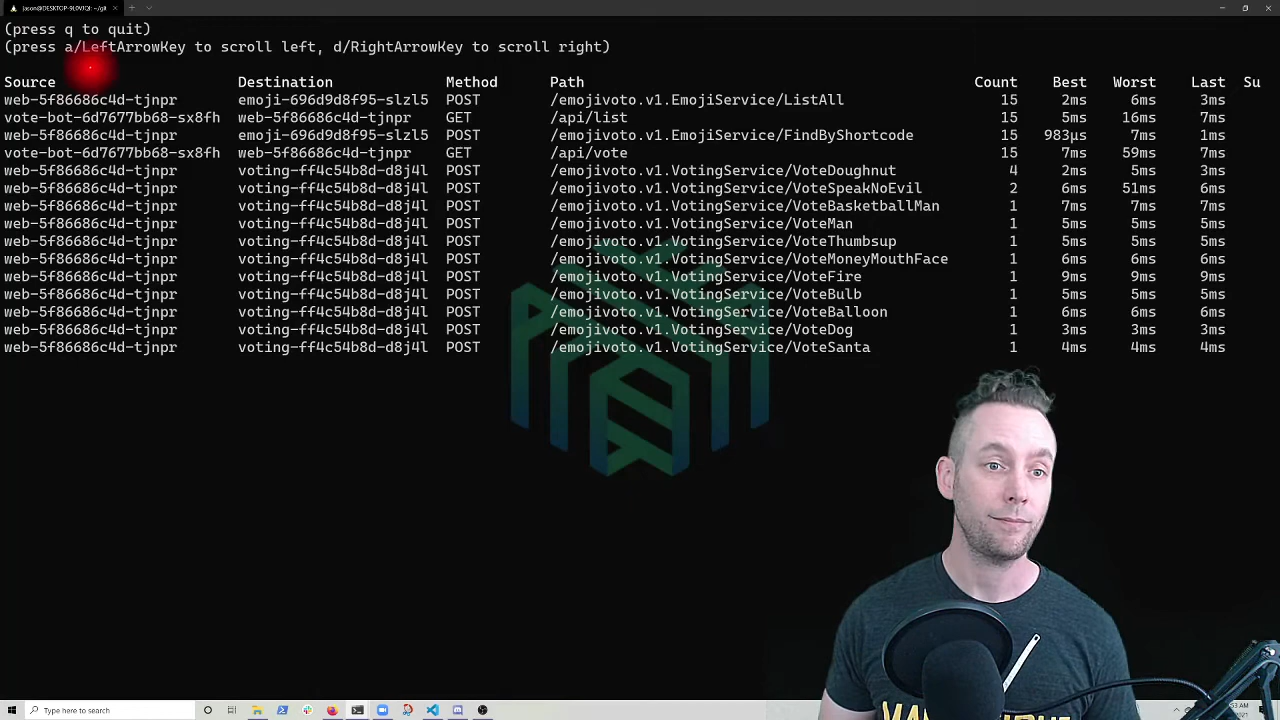 jason@DESKTOP-9L0VJQI: ~/git
(press q to quit)
(press a/LeftArrowKey to scroll left, d/RightArrowKey to scroll right)
Source Destination Method Path Count Best Worst Last Su
web-5f86686c4d-tjnpr emoji-696d9d8f95-slzl5 POST /emojivoto.v1.EmojiService/ListAll 15 2ms 6ms 3ms
vote-bot-6d7677bb68-sx8fh web-5f86686c4d-tjnpr GET /api/list 15 5ms 16ms 7ms
web-5f86686c4d-tjnpr emoji-696d9d8f95-slzl5 POST /emojivoto.v1.EmojiService/FindByShortcode 15 983µs 7ms 1ms
vote-bot-6d7677bb68-sx8fh web-5f86686c4d-tjnpr GET /api/vote 15 7ms 59ms 7ms
web-5f86686c4d-tjnpr voting-ff4c54b8d-d8j4l POST /emojivoto.v1.VotingService/VoteDoughnut 4 2ms 5ms 3ms
web-5f86686c4d-tjnpr voting-ff4c54b8d-d8j4l POST /emojivoto.v1.VotingService/VoteSpeakNoEvil 2 6ms 51ms 6ms
web-5f86686c4d-tjnpr voting-ff4c54b8d-d8j4l POST /emojivoto.v1.VotingService/VoteBasketballMan 1 7ms 7ms 7ms
web-5f86686c4d-tjnpr voting-ff4c54b8d-d8j4l POST /emojivoto.v1.VotingService/VoteMan 1 5ms 5ms 5ms
web-5f86686c4d-tjnpr voting-ff4c54b8d-d8j4l POST /emojivoto.v1.VotingService/VoteThumbsup 1 5ms 5ms 5ms
web-5f86686c4d-tjnpr voting-ff4c54b8d-d8j4l POST /emojivoto.v1.VotingService/VoteMoneyMouthFace 1 6ms 6ms 6ms
web-5f86686c4d-tjnpr voting-ff4c54b8d-d8j4l POST /emojivoto.v1.VotingService/VoteFire 1 9ms 9ms 9ms
web-5f86686c4d-tjnpr voting-ff4c54b8d-d8j4l POST /emojivoto.v1.VotingService/VoteBulb 1 5ms 5ms 5ms
web-5f86686c4d-tjnpr voting-ff4c54b8d-d8j4l POST /emojivoto.v1.VotingService/VoteBalloon 1 6ms 6ms 6ms
web-5f86686c4d-tjnpr voting-ff4c54b8d-d8j4l POST /emojivoto.v1.VotingService/VoteDog 1 3ms 3ms 3ms
web-5f86686c4d-tjnpr voting-ff4c54b8d-d8j4l POST /emojivoto.v1.VotingService/VoteSanta 1 4ms 4ms 4ms
Type here to search